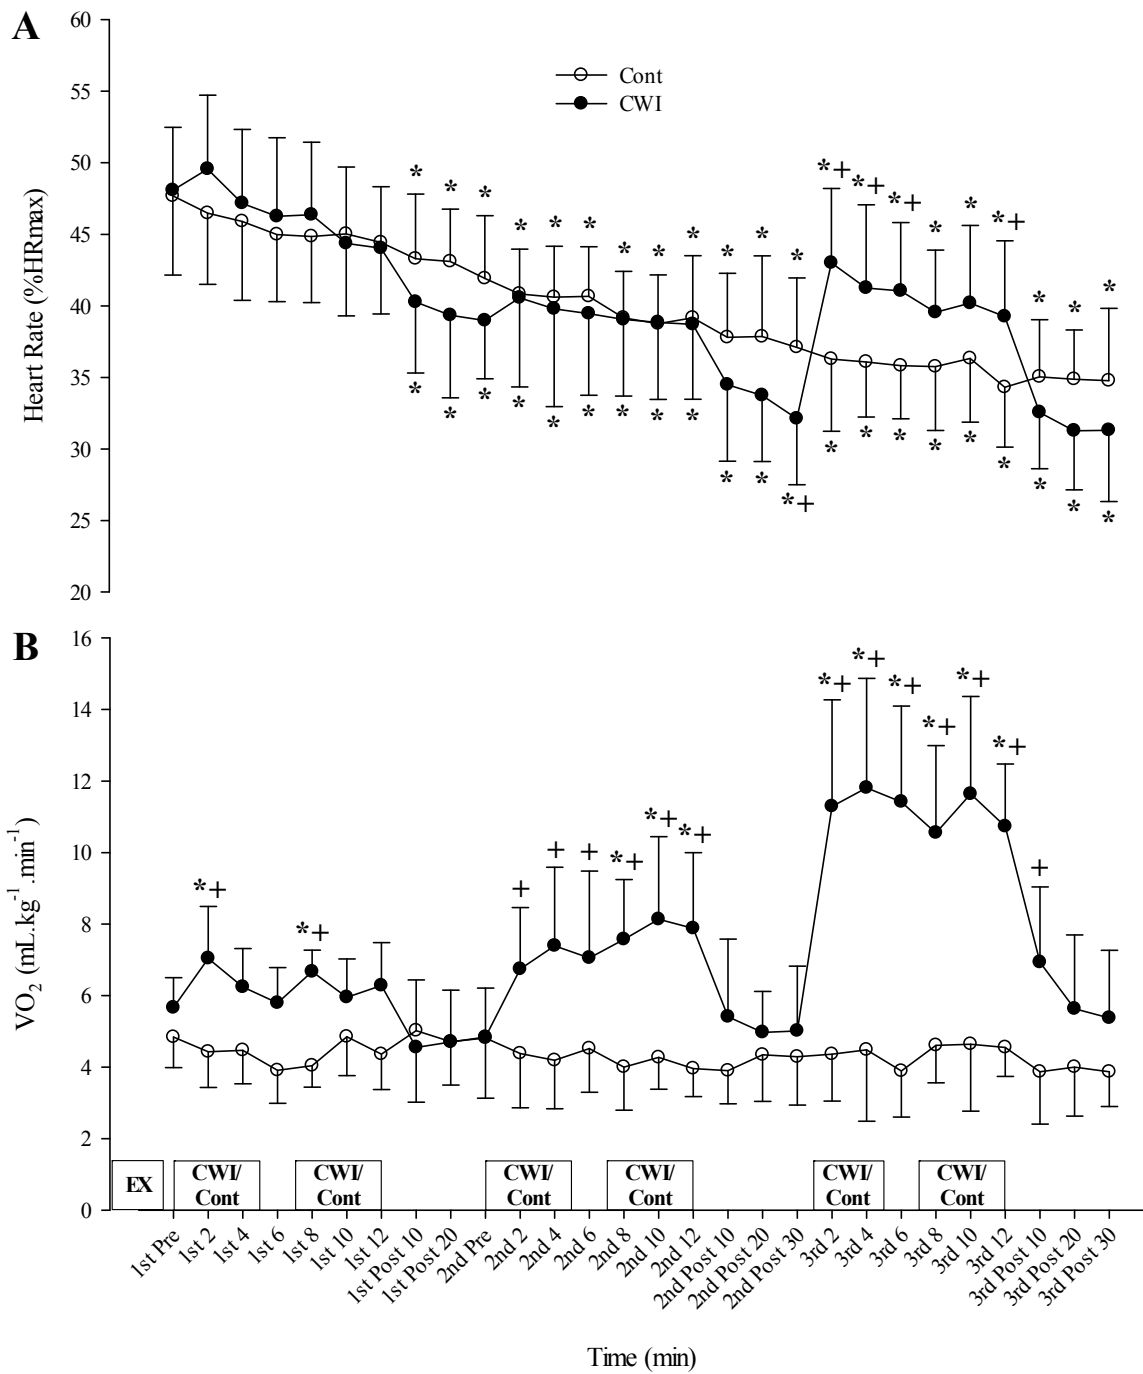 A
60
55
50
45
40
35
30
25
20
Heart Rate (%HRmax)
Cont
CWI
* * * * * * * * * * * * *+ *+ *+ * * *+ * * *
* * * * * * * * * * * *+ * * * * * * * * *
B
16
14
12
10
8
6
4
2
0
VO2 (mL.kg-1.min-1)
*+ *+ + + + *+ *+ *+ *+ *+ *+ *+ *+ *+ +
EX
CWI/
Cont
CWI/
Cont
CWI/
Cont
CWI/
Cont
CWI/
Cont
CWI/
Cont
1st Pre
1st 2
1st 4
1st 6
1st 8
1st 10
1st 12
1st Post 10
1st Post 20
2nd Pre
2nd 2
2nd 4
2nd 6
2nd 8
2nd 10
2nd 12
2nd Post 10
2nd Post 20
2nd Post 30
3rd 2
3rd 4
3rd 6
3rd 8
3rd 10
3rd 12
3rd Post 10
3rd Post 20
3rd Post 30
Time (min)